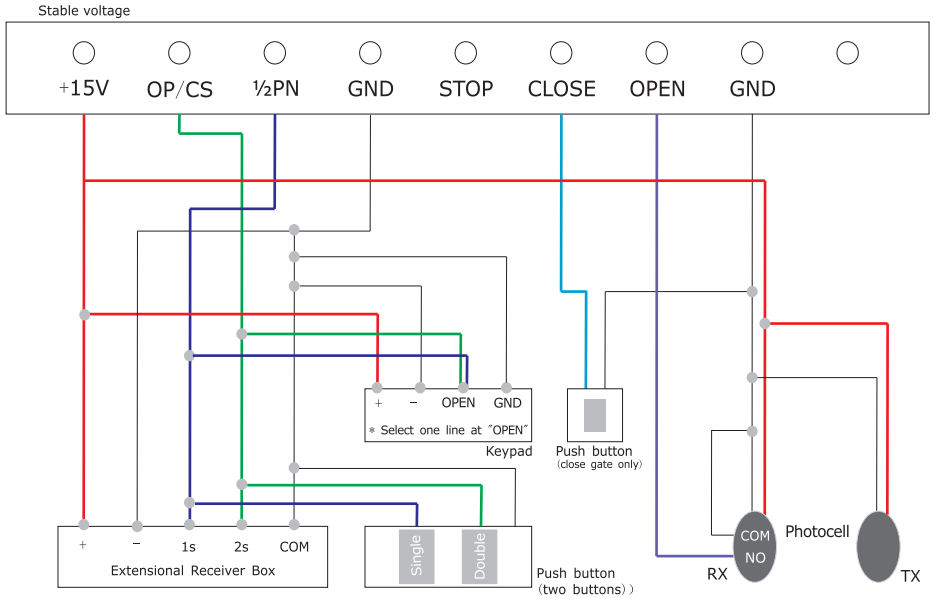 Stable voltage
+15V OP/CS ½PN GND STOP CLOSE OPEN GND
+ − OPEN GND
* Select one line at "OPEN"
Keypad
Push button
(close gate only)
Single
Double
Push button
(two buttons))
+ − 1s 2s COM
Extensional Receiver Box
COM
NO
RX
Photocell
TX